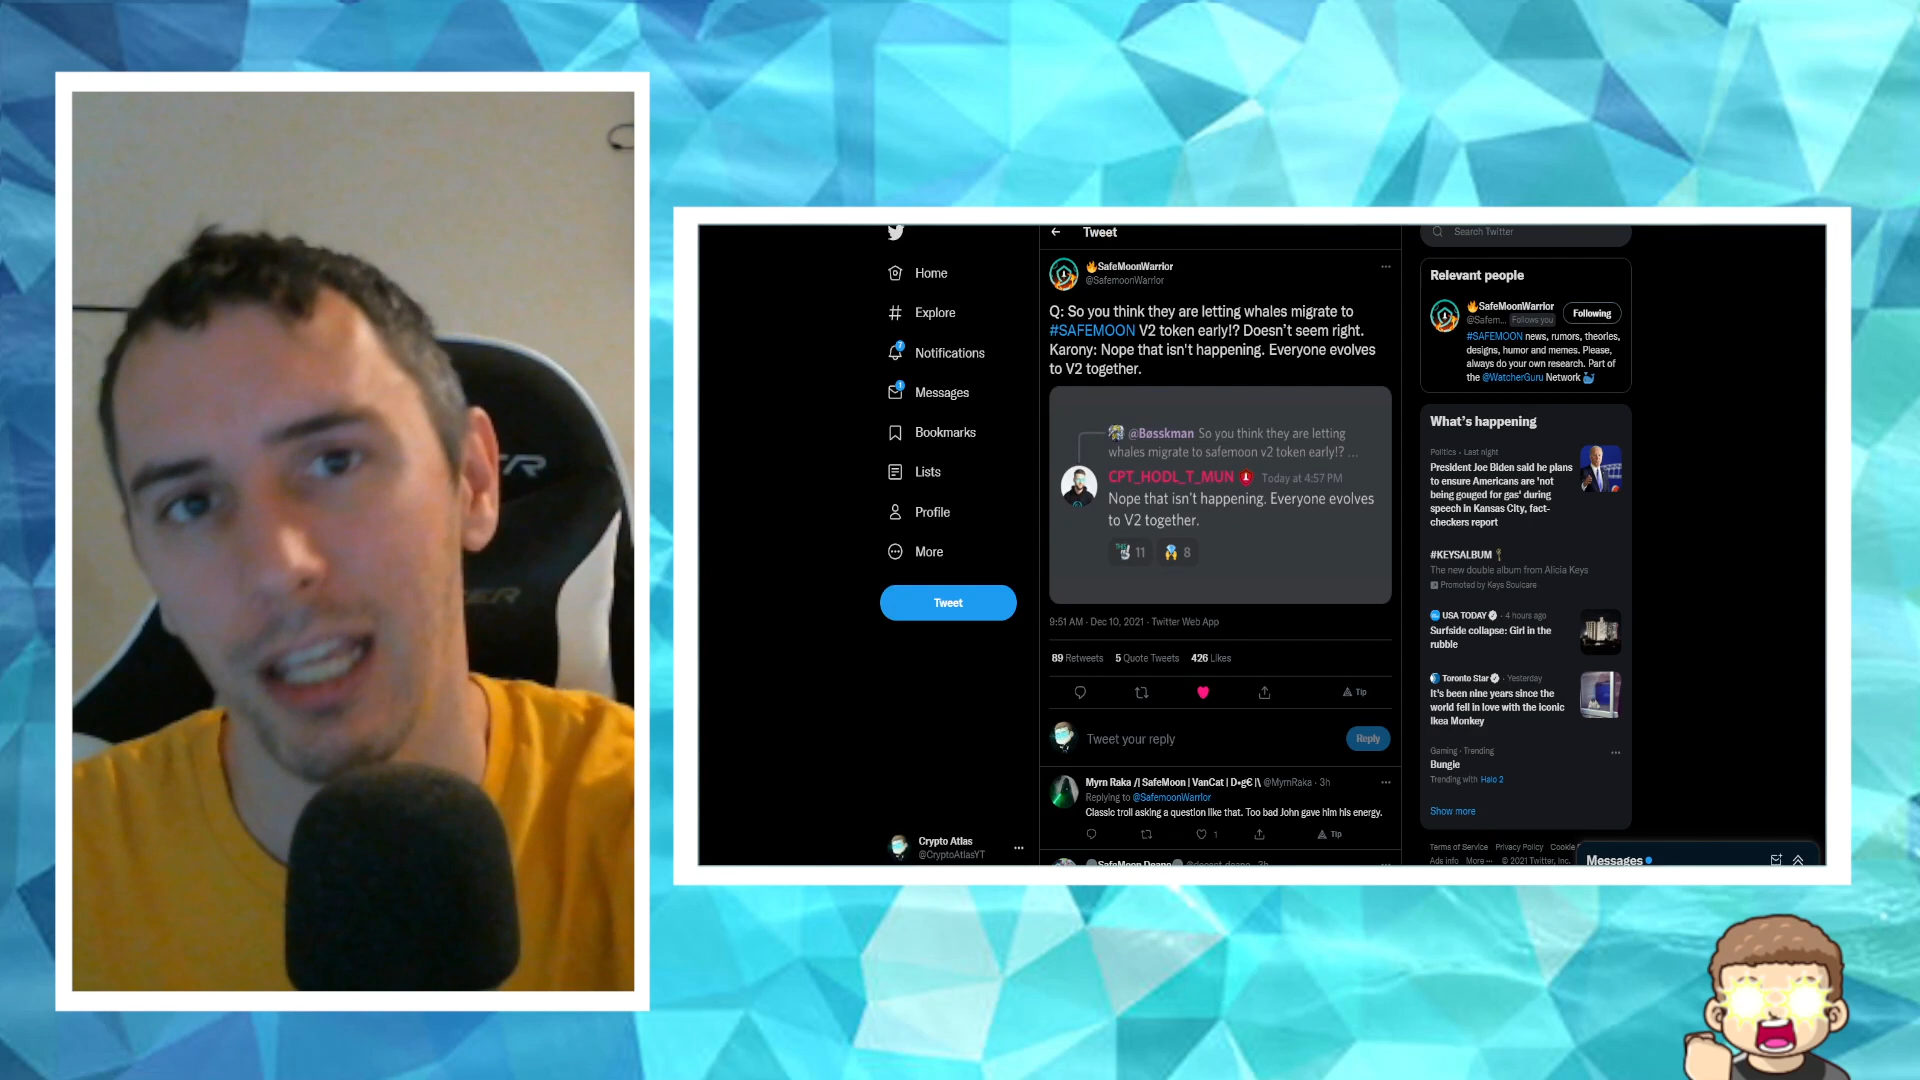 Home
Explore
7
Notifications
1
Messages
Bookmarks
Lists
Profile
More
Tweet
Crypto Atlas
@CryptoAtlasYT
Tweet
🔥SafeMoonWarrior
@SafemoonWarrior
Q: So you think they are letting whales migrate to
#SAFEMOON V2 token early!? Doesn't seem right.
Karony: Nope that isn't happening. Everyone evolves
to V2 together.
@Bøsskman So you think they are letting
whales migrate to safemoon v2 token early!? ...
CPT_HODL_T_MUN Today at 4:57 PM
Nope that isn't happening. Everyone evolves
to V2 together.
11 8
9:51 AM · Dec 10, 2021 · Twitter Web App
89 Retweets 5 Quote Tweets 426 Likes
Tip
Tweet your reply
Reply
Myrn Raka /| SafeMoon | VanCat | D•g€ |\ @MyrnRaka · 3h
Replying to @SafemoonWarrior
Classic troll asking a question like that. Too bad John gave him his energy.
1
Tip
Search Twitter
Relevant people
🔥SafeMoonWarrior
@Safem... Follows you
Following
#SAFEMOON news, rumors, theories,
designs, humor and memes. Please,
always do your own research. Part of
the @WatcherGuru Network 🐳
What's happening
Politics · Last night
President Joe Biden said he plans
to ensure Americans are 'not
being gouged for gas' during
speech in Kansas City, fact-
checkers report
#KEYSALBUM
The new double album from Alicia Keys
Promoted by Keys Soulcare
USA TODAY · 4 hours ago
Surfside collapse: Girl in the
rubble
Toronto Star · Yesterday
It's been nine years since the
world fell in love with the iconic
Ikea Monkey
Gaming · Trending
Bungie
Trending with Halo 2
Show more
Terms of Service Privacy Policy Cookie
Ads info More ··· © 2021 Twitter, Inc.
Messages